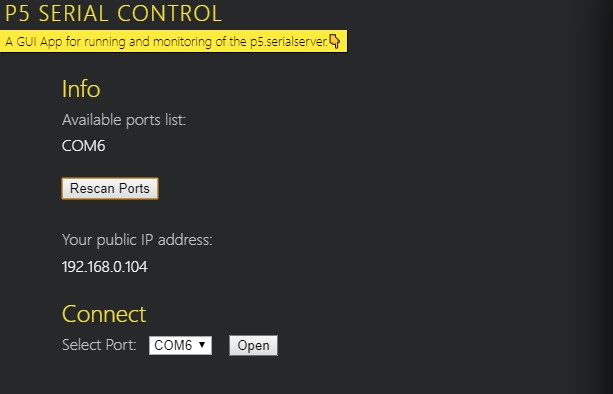 P5 SERIAL CONTROL
A GUI App for running and monitoring of the p5.serialserver.
Info
Available ports list:
COM6
Rescan Ports
Your public IP address:
192.168.0.104
Connect
Select Port: COM6 Open